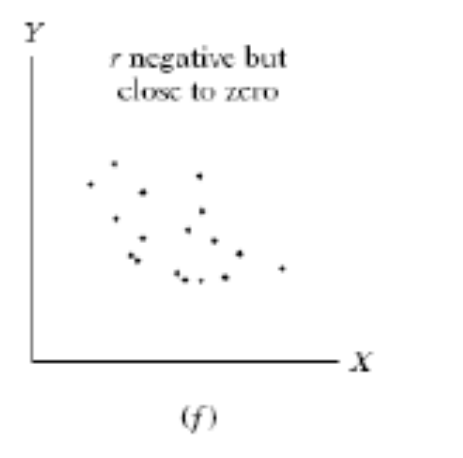 Y
r negative but
close to zero
X
(f)